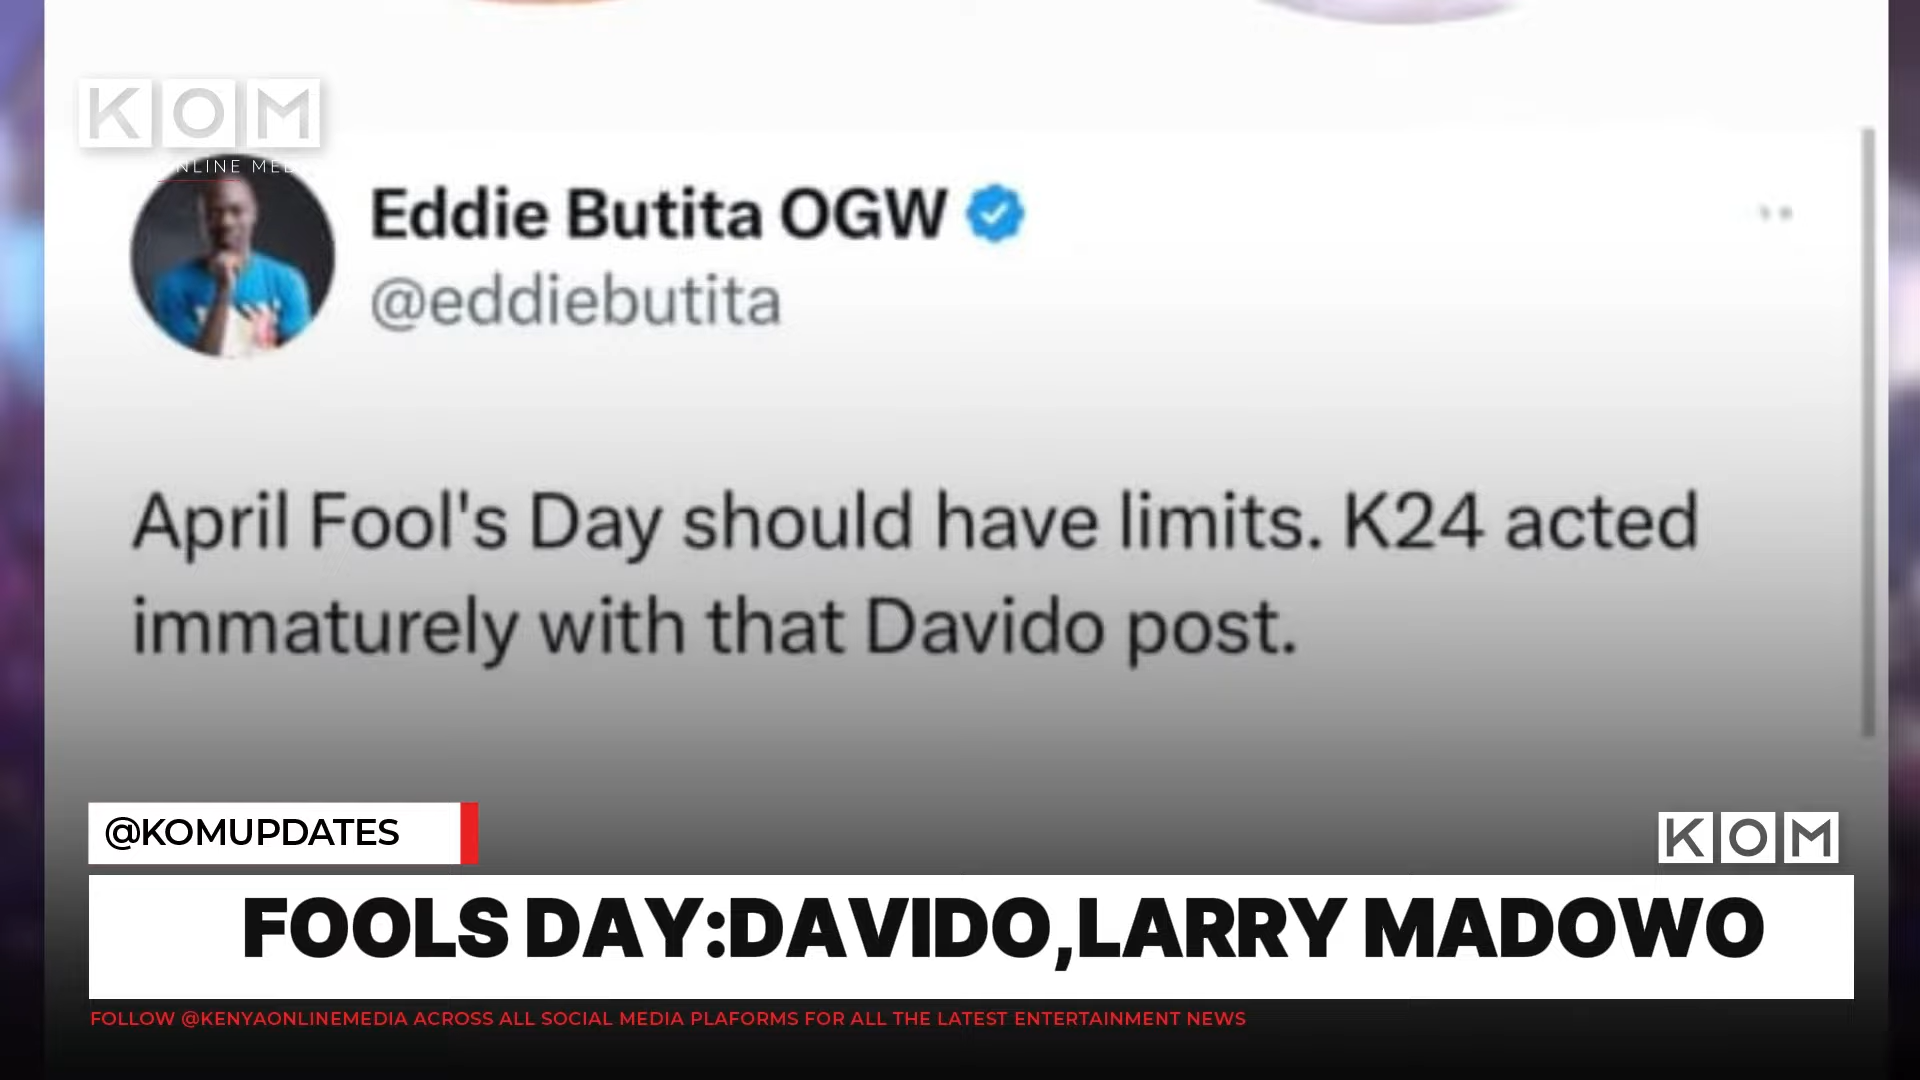 KOM
NLINE MED
Eddie Butita OGW
@eddiebutita
April Fool's Day should have limits. K24 acted
immaturely with that Davido post.
@KOMUPDATES
KOM
FOOLS DAY:DAVIDO,LARRY MADOWO
FOLLOW @KENYAONLINEMEDIA ACROSS ALL SOCIAL MEDIA PLAFORMS FOR ALL THE LATEST ENTERTAINMENT NEWS